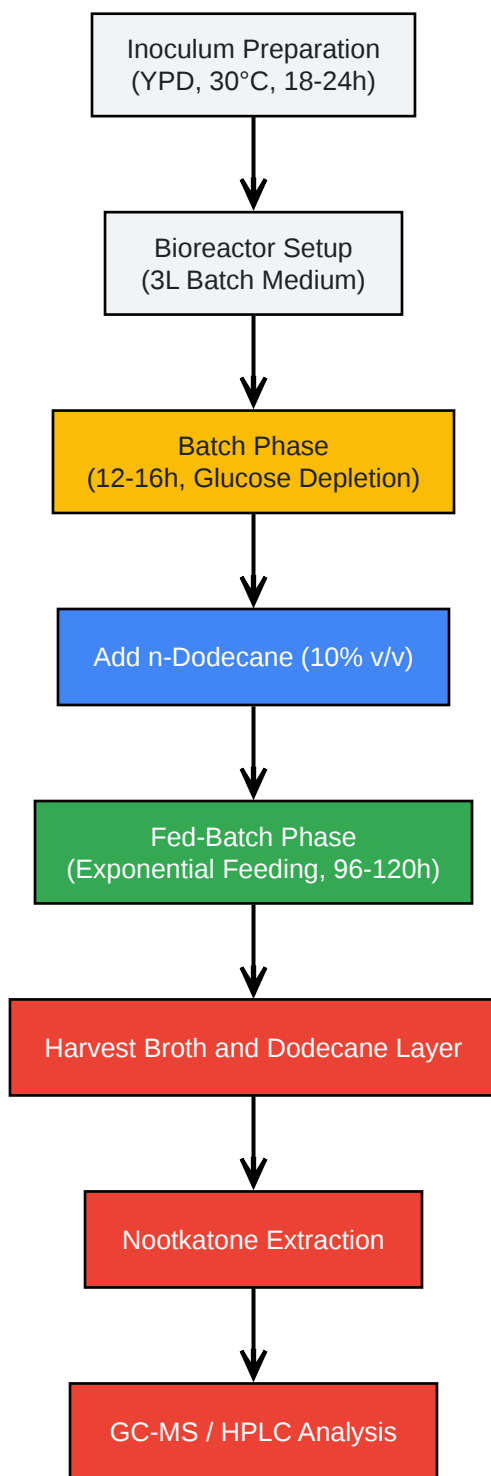 Inoculum Preparation
(YPD, 30°C, 18-24h)
Bioreactor Setup
(3L Batch Medium)
Batch Phase
(12-16h, Glucose Depletion)
Add n-Dodecane (10% v/v)
Fed-Batch Phase
(Exponential Feeding, 96-120h)
Harvest Broth and Dodecane Layer
Nootkatone Extraction
GC-MS / HPLC Analysis